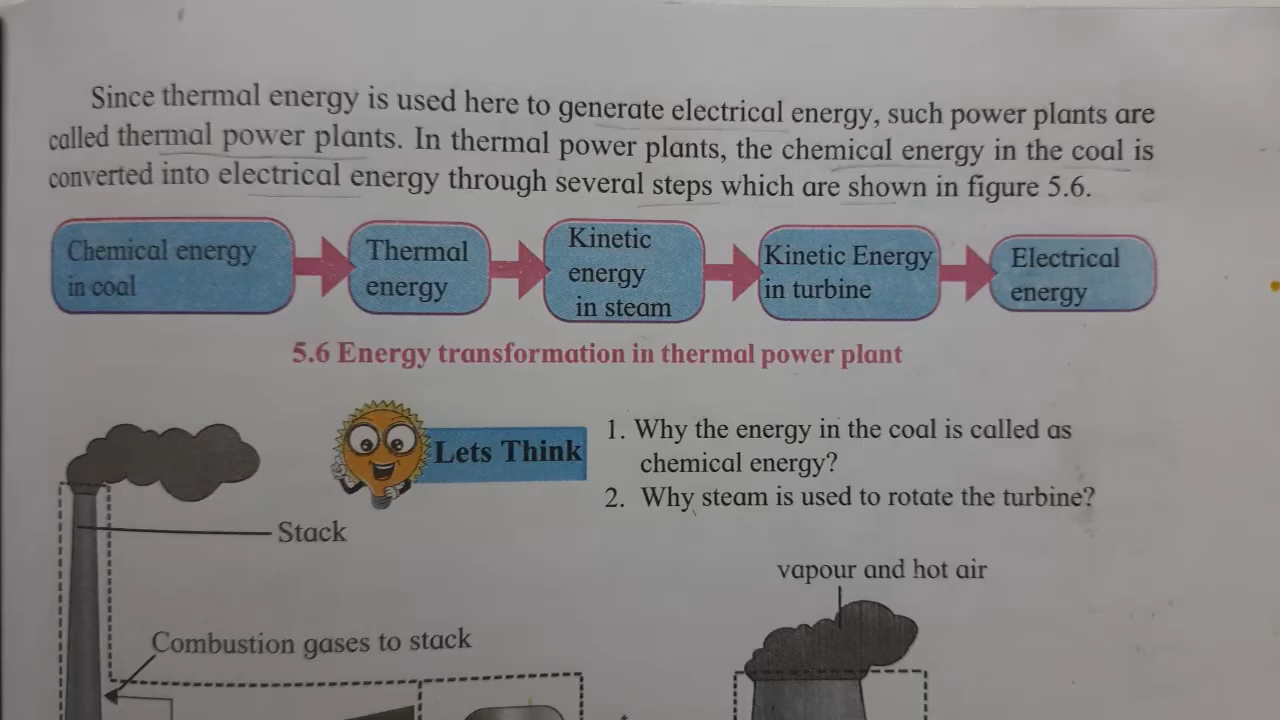 Since thermal energy is used here to generate electrical energy, such power plants are
called thermal power plants. In thermal power plants, the chemical energy in the coal is
converted into electrical energy through several steps which are shown in figure 5.6.
Chemical energy
in coal
Thermal
energy
Kinetic
energy
in steam
Kinetic Energy
in turbine
Electrical
energy
5.6 Energy transformation in thermal power plant
Lets Think
1. Why the energy in the coal is called as
chemical energy?
2. Why steam is used to rotate the turbine?
Stack
vapour and hot air
Combustion gases to stack